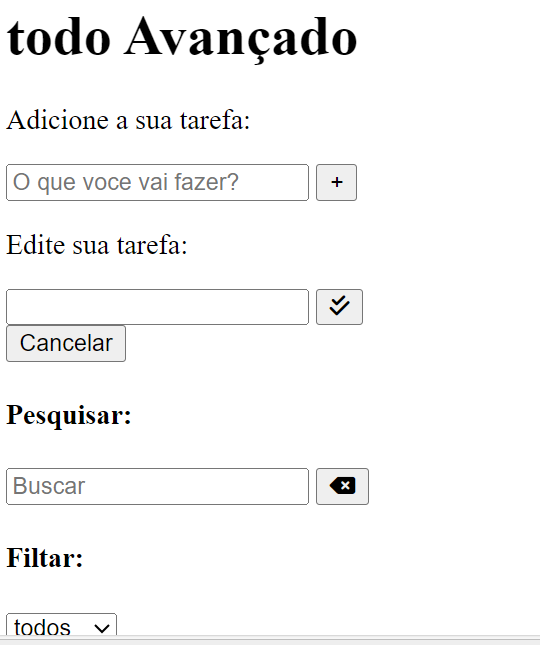 todo Avançado
Adicione a sua tarefa:
O que voce vai fazer? +
Edite sua tarefa:
Cancelar
Pesquisar:
Buscar
Filtar:
todos